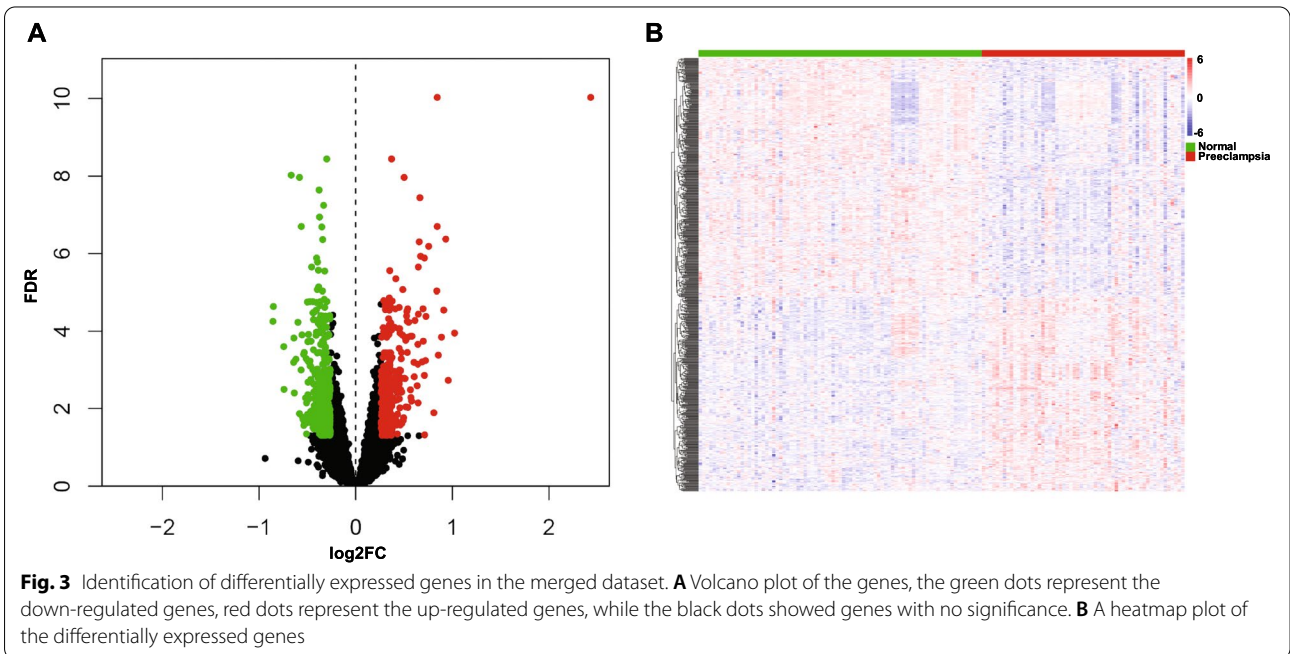 A
10
8
6
4
2
0
FDR
−2 −1 0 1 2
log2FC
B
6
0
-6
Normal
Preeclampsia
Fig. 3 Identification of differentially expressed genes in the merged dataset. A Volcano plot of the genes, the green dots represent the
down-regulated genes, red dots represent the up-regulated genes, while the black dots showed genes with no significance. B A heatmap plot of
the differentially expressed genes